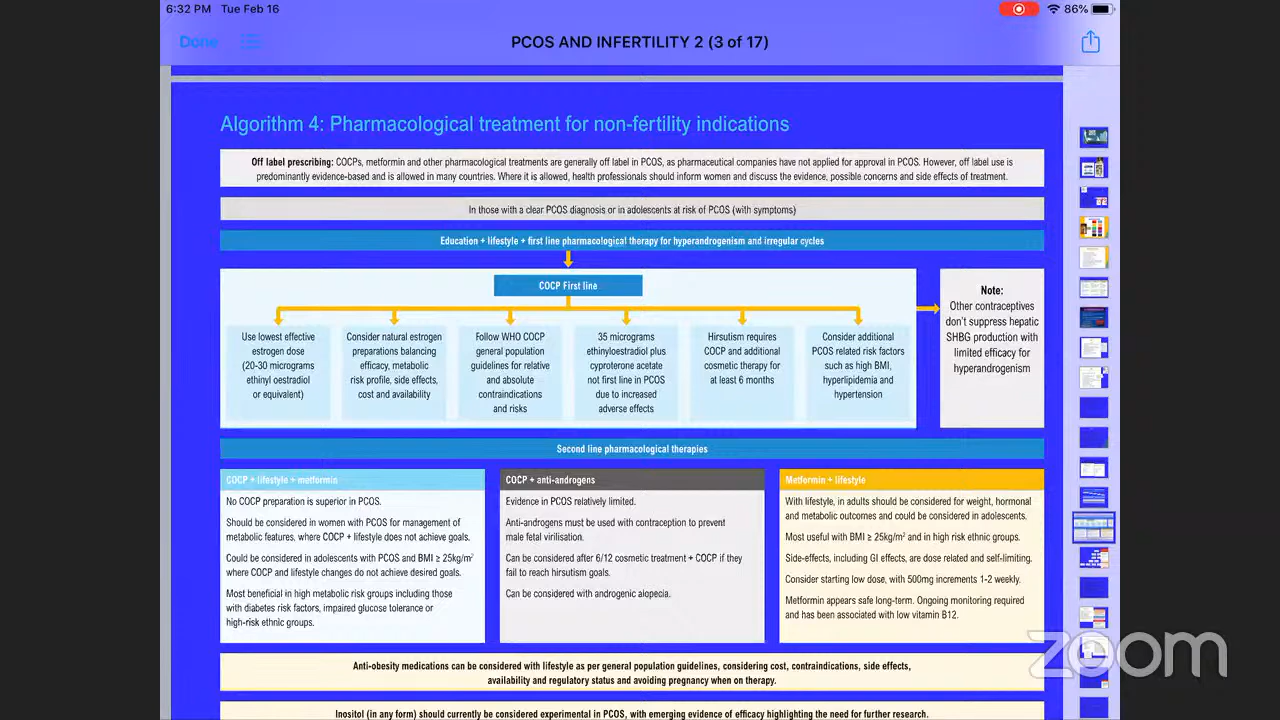 6:32 PM Tue Feb 16
86%
Done
PCOS AND INFERTILITY 2 (3 of 17)
Algorithm 4: Pharmacological treatment for non-fertility indications
Off label prescribing: COCPs, metformin and other pharmacological treatments are generally off label in PCOS, as pharmaceutical companies have not applied for approval in PCOS. However, off label use is
predominantly evidence-based and is allowed in many countries. Where it is allowed, health professionals should inform women and discuss the evidence, possible concerns and side effects of treatment.
In those with a clear PCOS diagnosis or in adolescents at risk of PCOS (with symptoms)
Education + lifestyle + first line pharmacological therapy for hyperandrogenism and irregular cycles
COCP First line
Use lowest effective
estrogen dose
(20-30 micrograms
ethinyl oestradiol
or equivalent)
Consider natural estrogen
preparations balancing
efficacy, metabolic
risk profile, side effects,
cost and availability
Follow WHO COCP
general population
guidelines for relative
and absolute
contraindications
and risks
35 micrograms
ethinyloestradiol plus
cyproterone acetate
not first line in PCOS
due to increased
adverse effects
Hirsutism requires
COCP and additional
cosmetic therapy for
at least 6 months
Consider additional
PCOS related risk factors
such as high BMI,
hyperlipidemia and
hypertension
Note:
Other contraceptives
don't suppress hepatic
SHBG production with
limited efficacy for
hyperandrogenism
Second line pharmacological therapies
COCP + lifestyle + metformin
No COCP preparation is superior in PCOS.
Should be considered in women with PCOS for management of
metabolic features, where COCP + lifestyle does not achieve goals.
Could be considered in adolescents with PCOS and BMI ≥ 25kg/m²
where COCP and lifestyle changes do not achieve desired goals.
Most beneficial in high metabolic risk groups including those
with diabetes risk factors, impaired glucose tolerance or
high-risk ethnic groups.
COCP + anti-androgens
Evidence in PCOS relatively limited.
Anti-androgens must be used with contraception to prevent
male fetal virilisation.
Can be considered after 6/12 cosmetic treatment + COCP if they
fail to reach hirsutism goals.
Can be considered with androgenic alopecia.
Metformin + lifestyle
With lifestyle, in adults should be considered for weight, hormonal
and metabolic outcomes and could be considered in adolescents.
Most useful with BMI ≥ 25kg/m² and in high risk ethnic groups.
Side-effects, including GI effects, are dose related and self-limiting.
Consider starting low dose, with 500mg increments 1-2 weekly.
Metformin appears safe long-term. Ongoing monitoring required
and has been associated with low vitamin B12.
Anti-obesity medications can be considered with lifestyle as per general population guidelines, considering cost, contraindications, side effects,
availability and regulatory status and avoiding pregnancy when on therapy.
Inositol (in any form) should currently be considered experimental in PCOS, with emerging evidence of efficacy highlighting the need for further research.
zoom